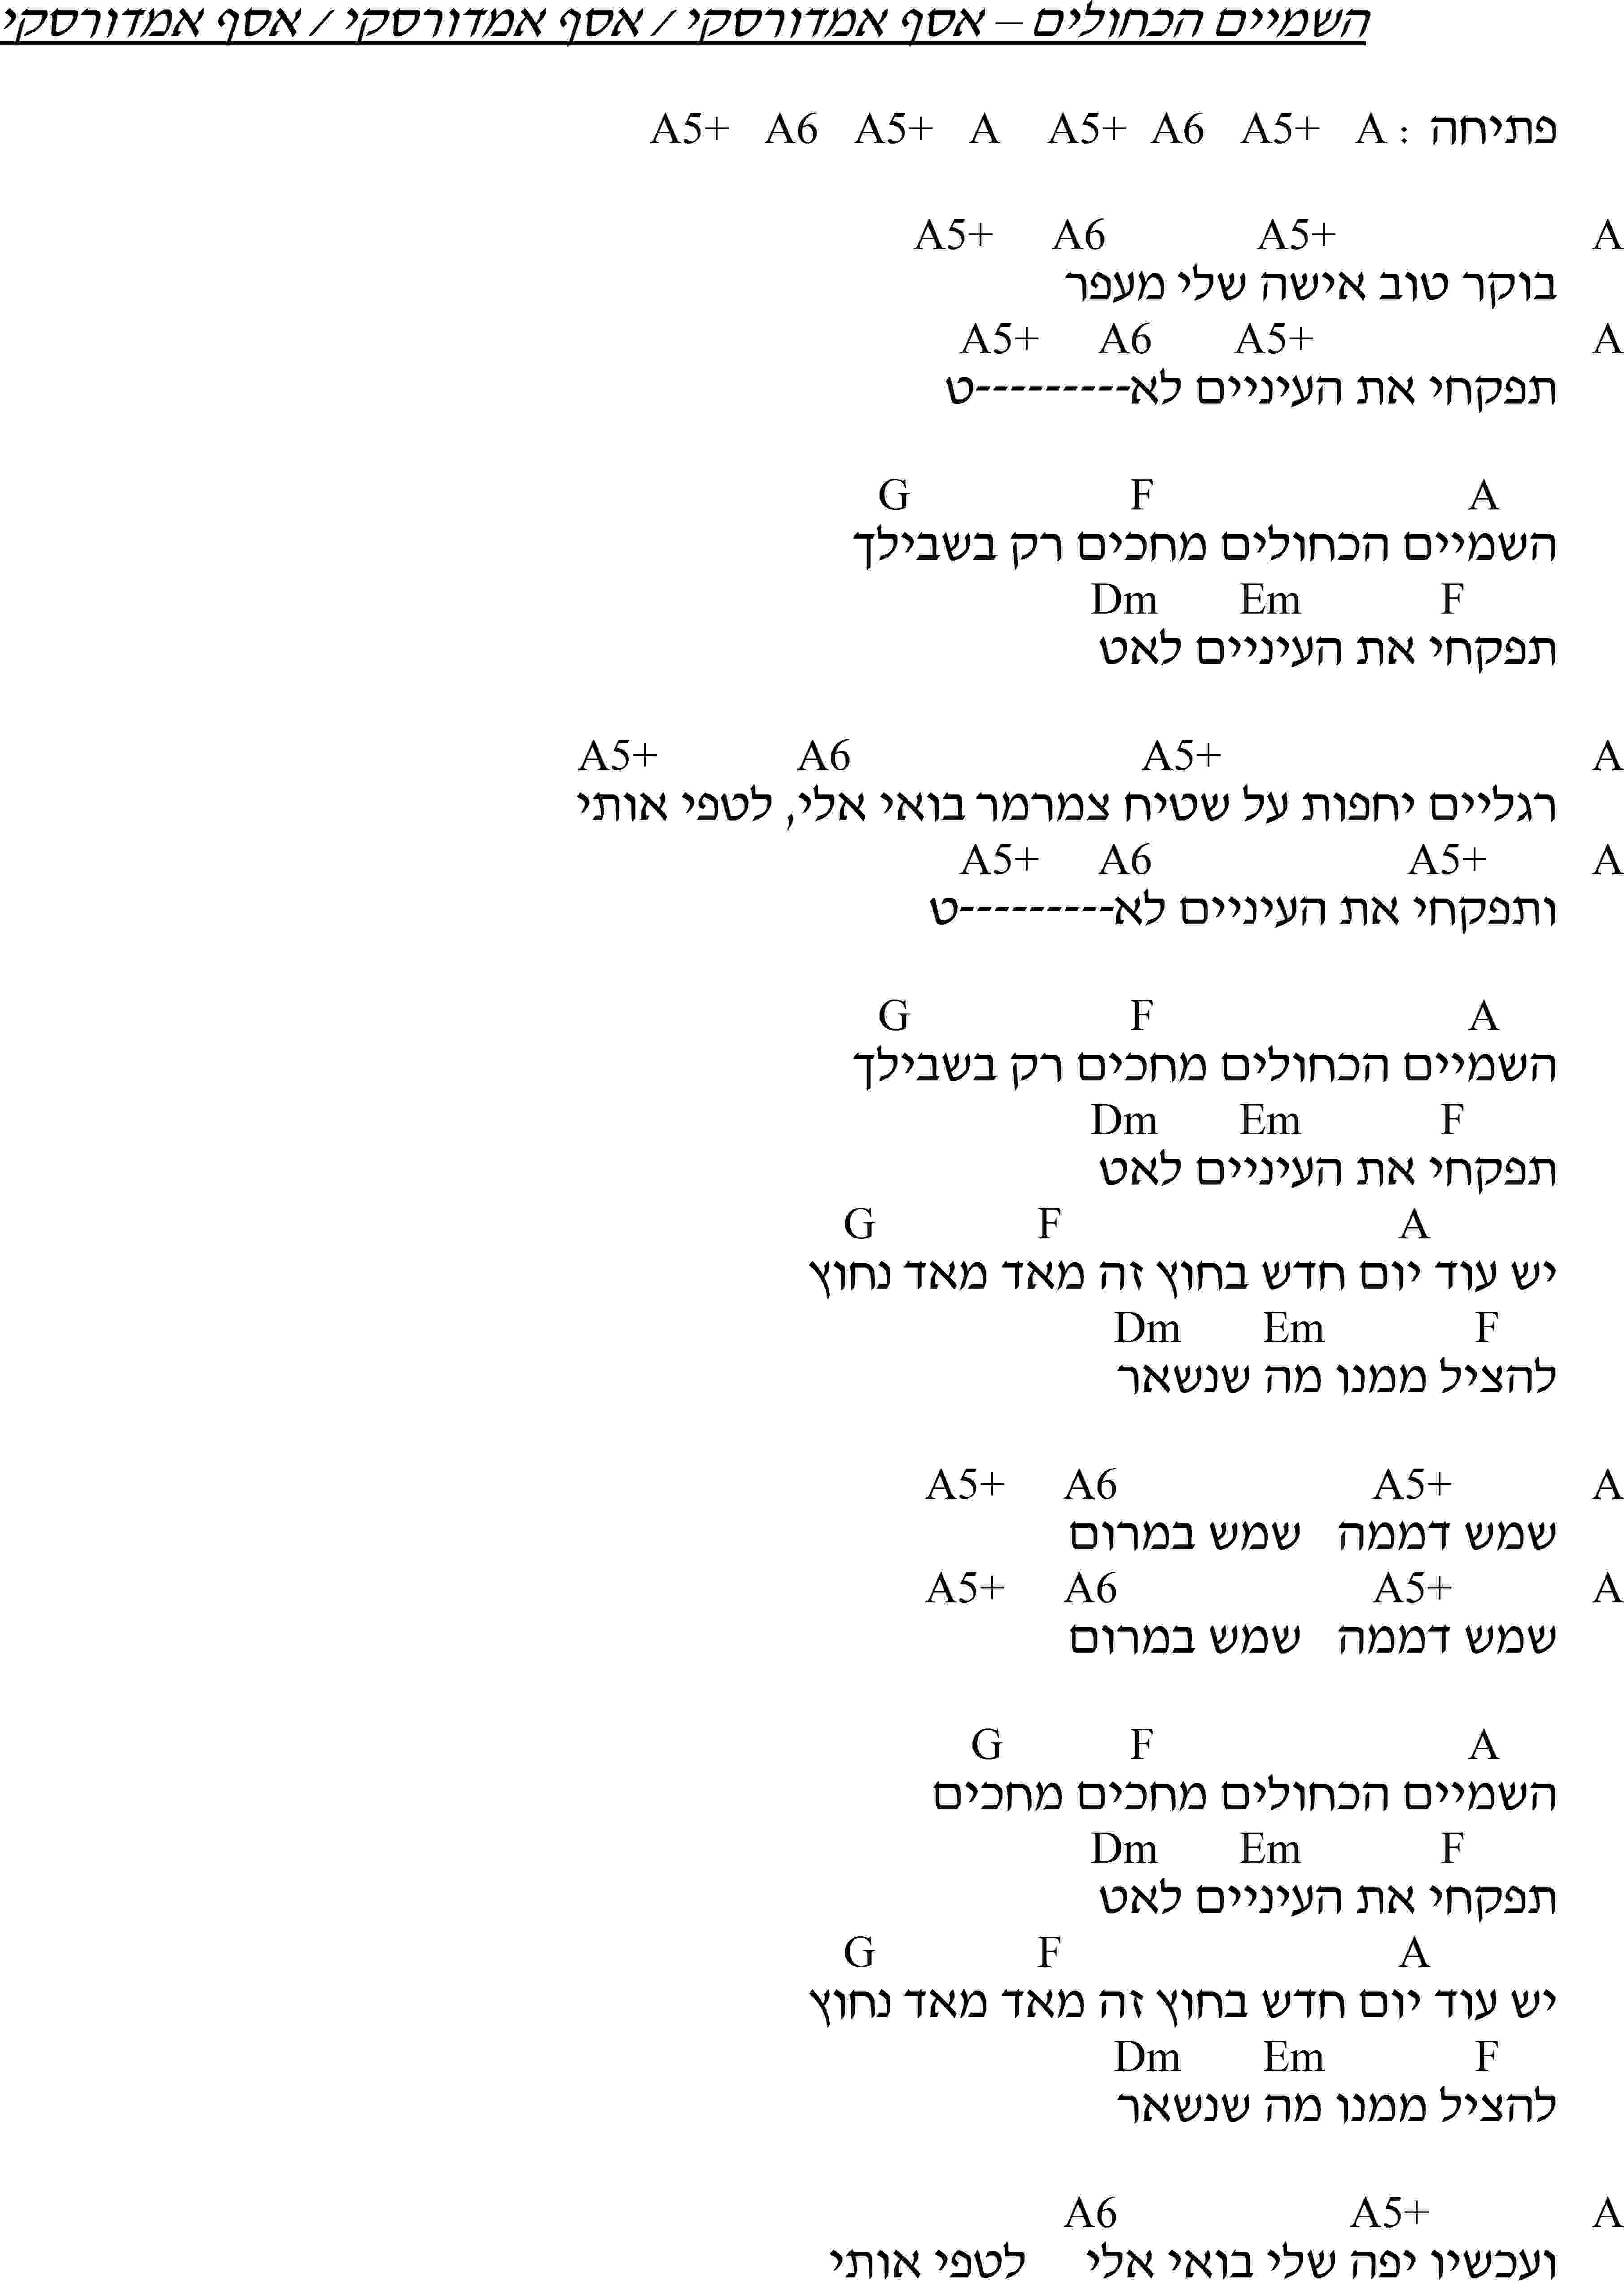 השמיים הכחולים – אסף אמדורסקי / אסף אמדורסקי / אסף אמדורסקי
פתיחה : A A5+ A6 A5+ A A5+ A6 A5+
A A5+ A6 A5+
בוקר טוב אישה שלי מעפר
A A5+ A6 A5+
תפקחי את העיניים לא---------ט
A F G
השמיים הכחולים מחכים רק בשבילך
F Em Dm
תפקחי את העיניים לאט
A A5+ A6 A5+
רגליים יחפות על שטיח צמרמר בואי אלי, לטפי אותי
A A5+ A6 A5+
ותפקחי את העיניים לא---------ט
A F G
השמיים הכחולים מחכים רק בשבילך
F Em Dm
תפקחי את העיניים לאט
A F G
יש עוד יום חדש בחוץ זה מאד מאד נחוץ
F Em Dm
להציל ממנו מה שנשאר
A A5+ A6 A5+
שמש דממה שמש במרום
A A5+ A6 A5+
שמש דממה שמש במרום
A F G
השמיים הכחולים מחכים מחכים
F Em Dm
תפקחי את העיניים לאט
A F G
יש עוד יום חדש בחוץ זה מאד מאד נחוץ
F Em Dm
להציל ממנו מה שנשאר
A A5+ A6
ועכשיו יפה שלי בואי אלי לטפי אותי